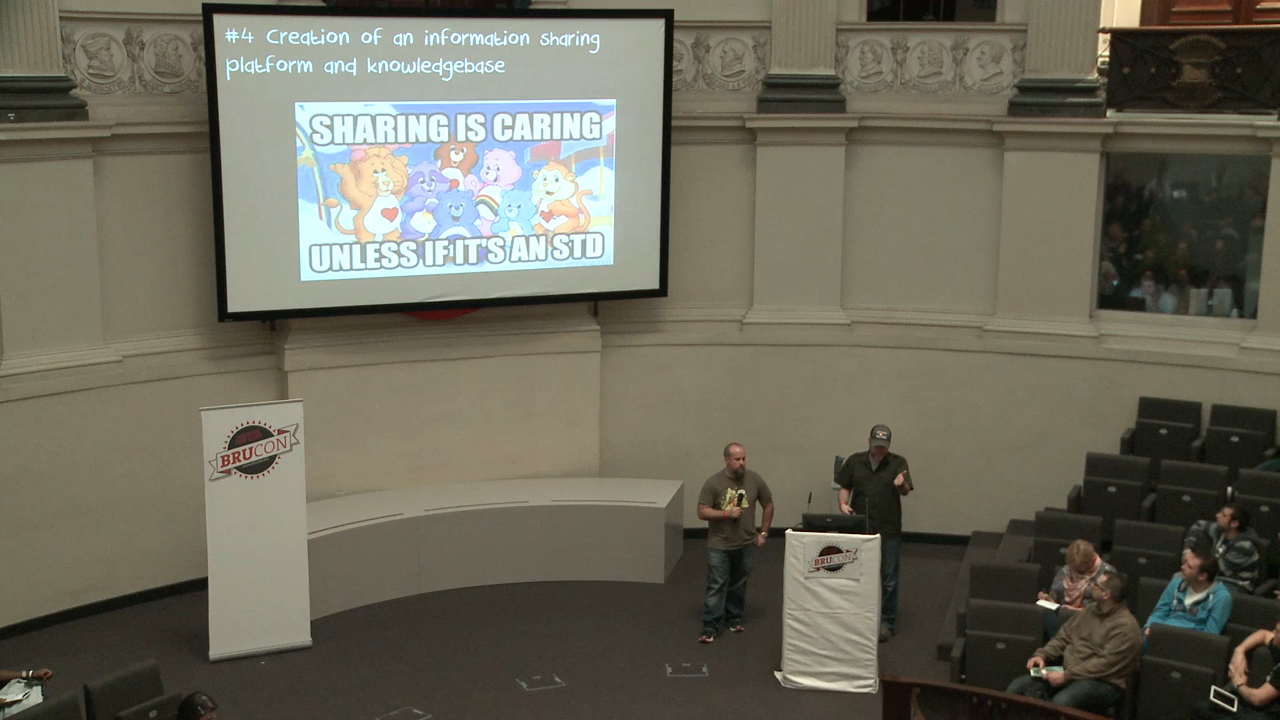 #4 Creation of an information sharing
platform and knowledgebase
SHARING IS CARING
UNLESS IF IT'S AN STD
BRUCON
BRUCON